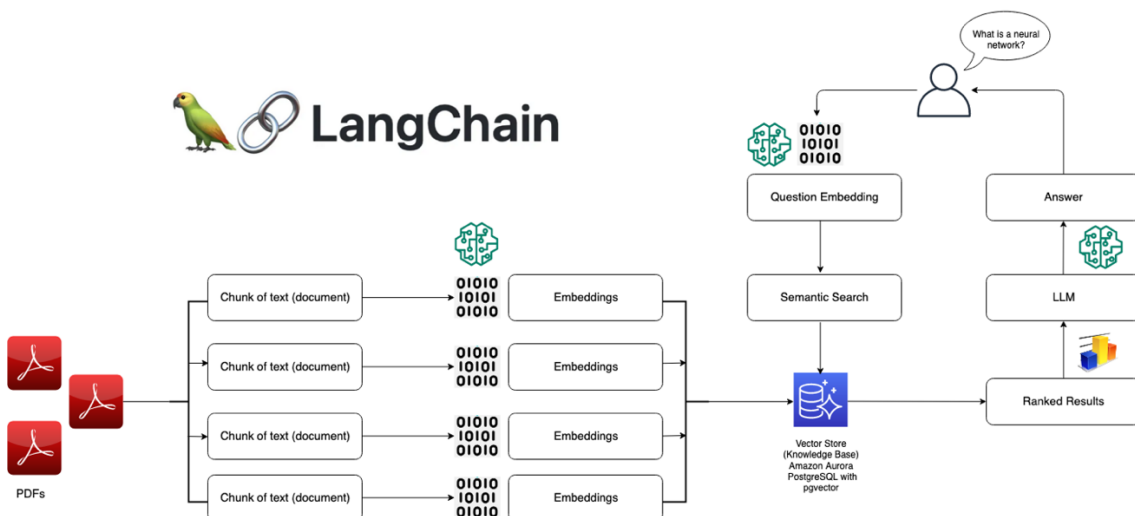 What is a neural
network?
LangChain
01010
10101
01010
Question Embedding
Answer
Chunk of text (document)
01010
10101
01010
Embeddings
Semantic Search
LLM
Chunk of text (document)
01010
10101
01010
Embeddings
Ranked Results
Chunk of text (document)
01010
10101
01010
Embeddings
Vector Store
(Knowledge Base)
Amazon Aurora
PostgreSQL with
pgvector
PDFs
Chunk of text (document)
01010
10101
01010
Embeddings